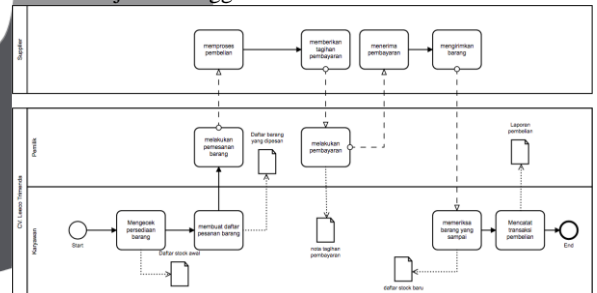 Supplier
memproses
pembelian
memberikan
tagihan
pembayaran
menerima
pembayaran
mengirimkan
barang
CV. Leeco Trimenda
Pemilik
melakukan
pemesanan
barang
Daftar barang
yang dipesan
melakukan
pembayaran
Laporan
pembelian
Karyawan
Start
Mengecek
persediaan
barang
membuat daftar
pesanan barang
Daftar stock awal
nota tagihan
pembayaran
daftar stock baru
memeriksa
barang yang
sampai
Mencatat
transaksi
pembelian
End